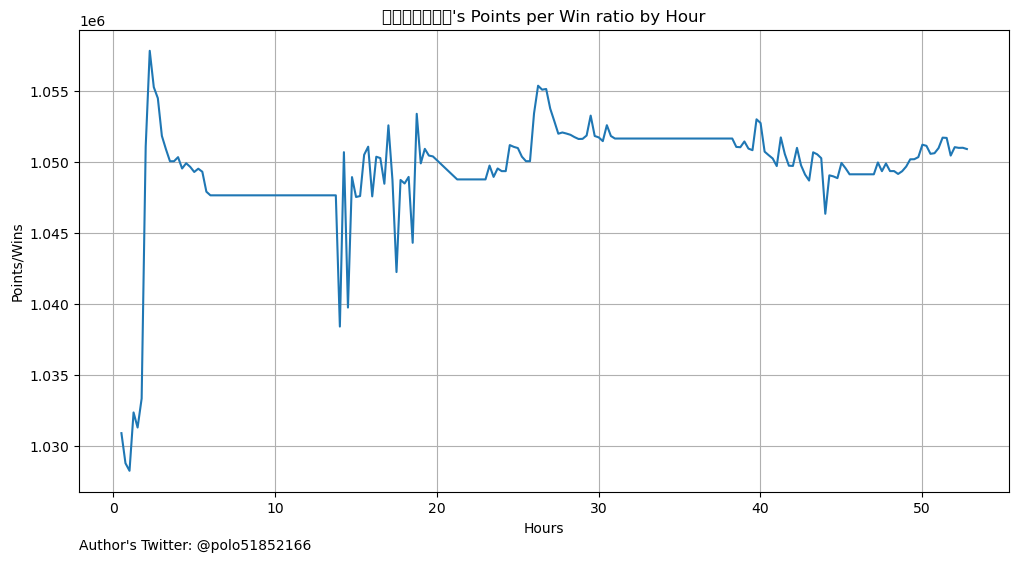 's Points per Win ratio by Hour
1e6
1.055
1.050
1.045
1.040
1.035
1.030
Points/Wins
0 10 20 30 40 50
Hours
Author's Twitter: @polo51852166